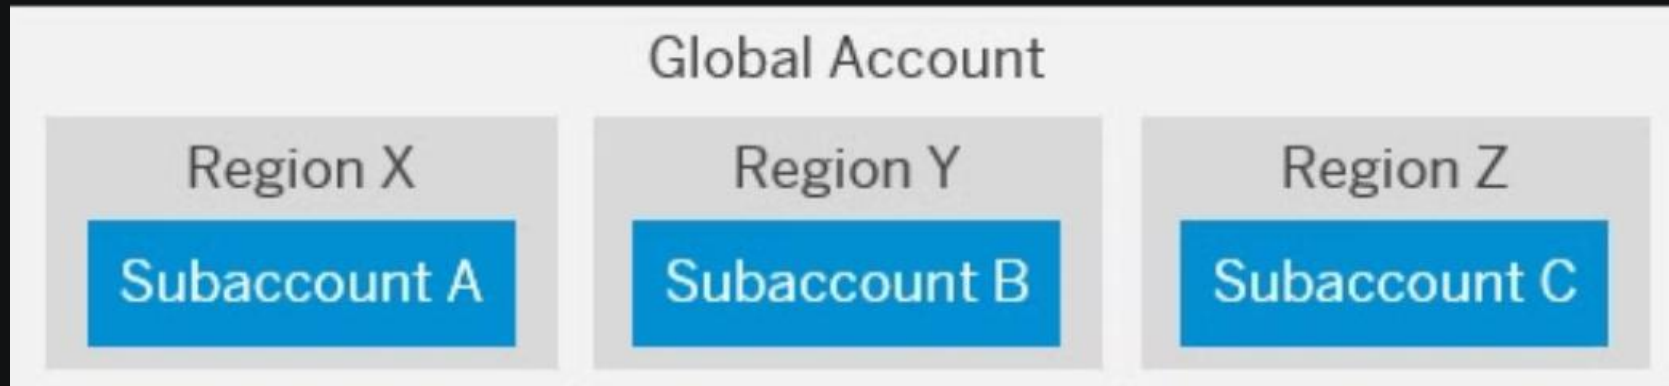 Global Account
Region X
Region Y
Region Z
Subaccount A
Subaccount B
Subaccount C